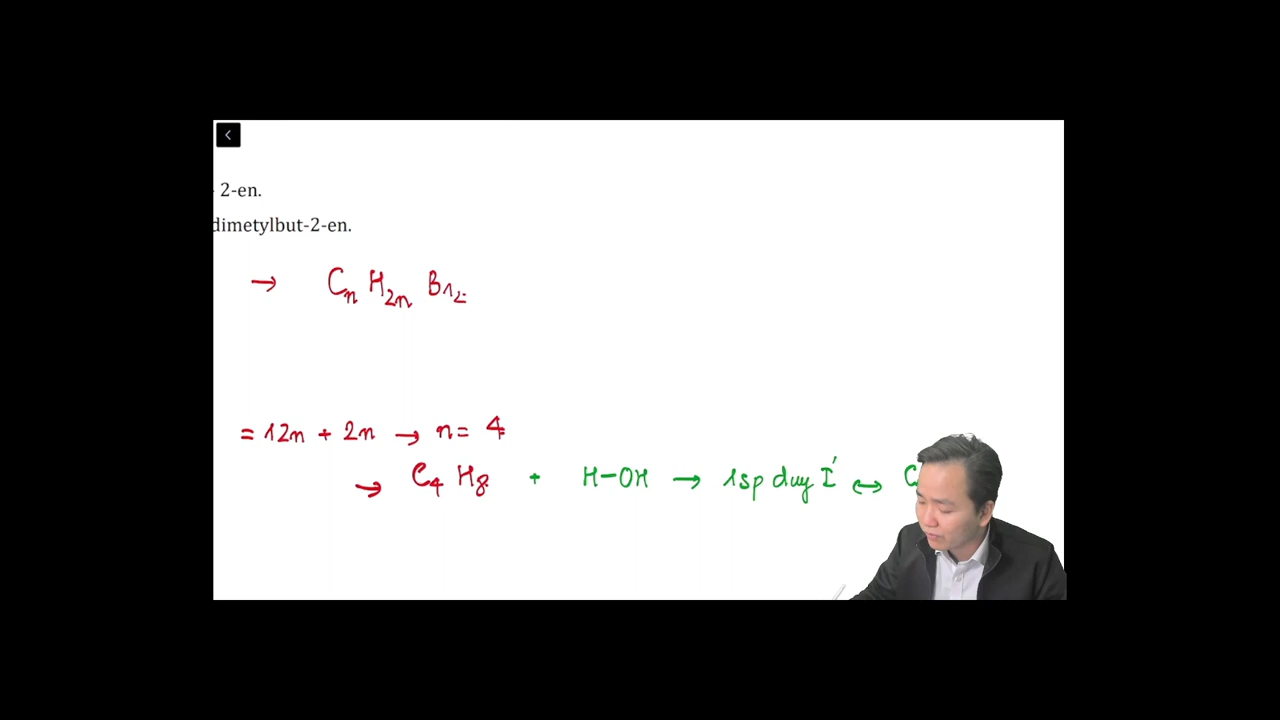 - 2-en.
dimetylbut-2-en.
→ CnH2nBr2
= 12n + 2n → n = 4
→ C4H8 + H-OH → 1sp duy I' ↔ C